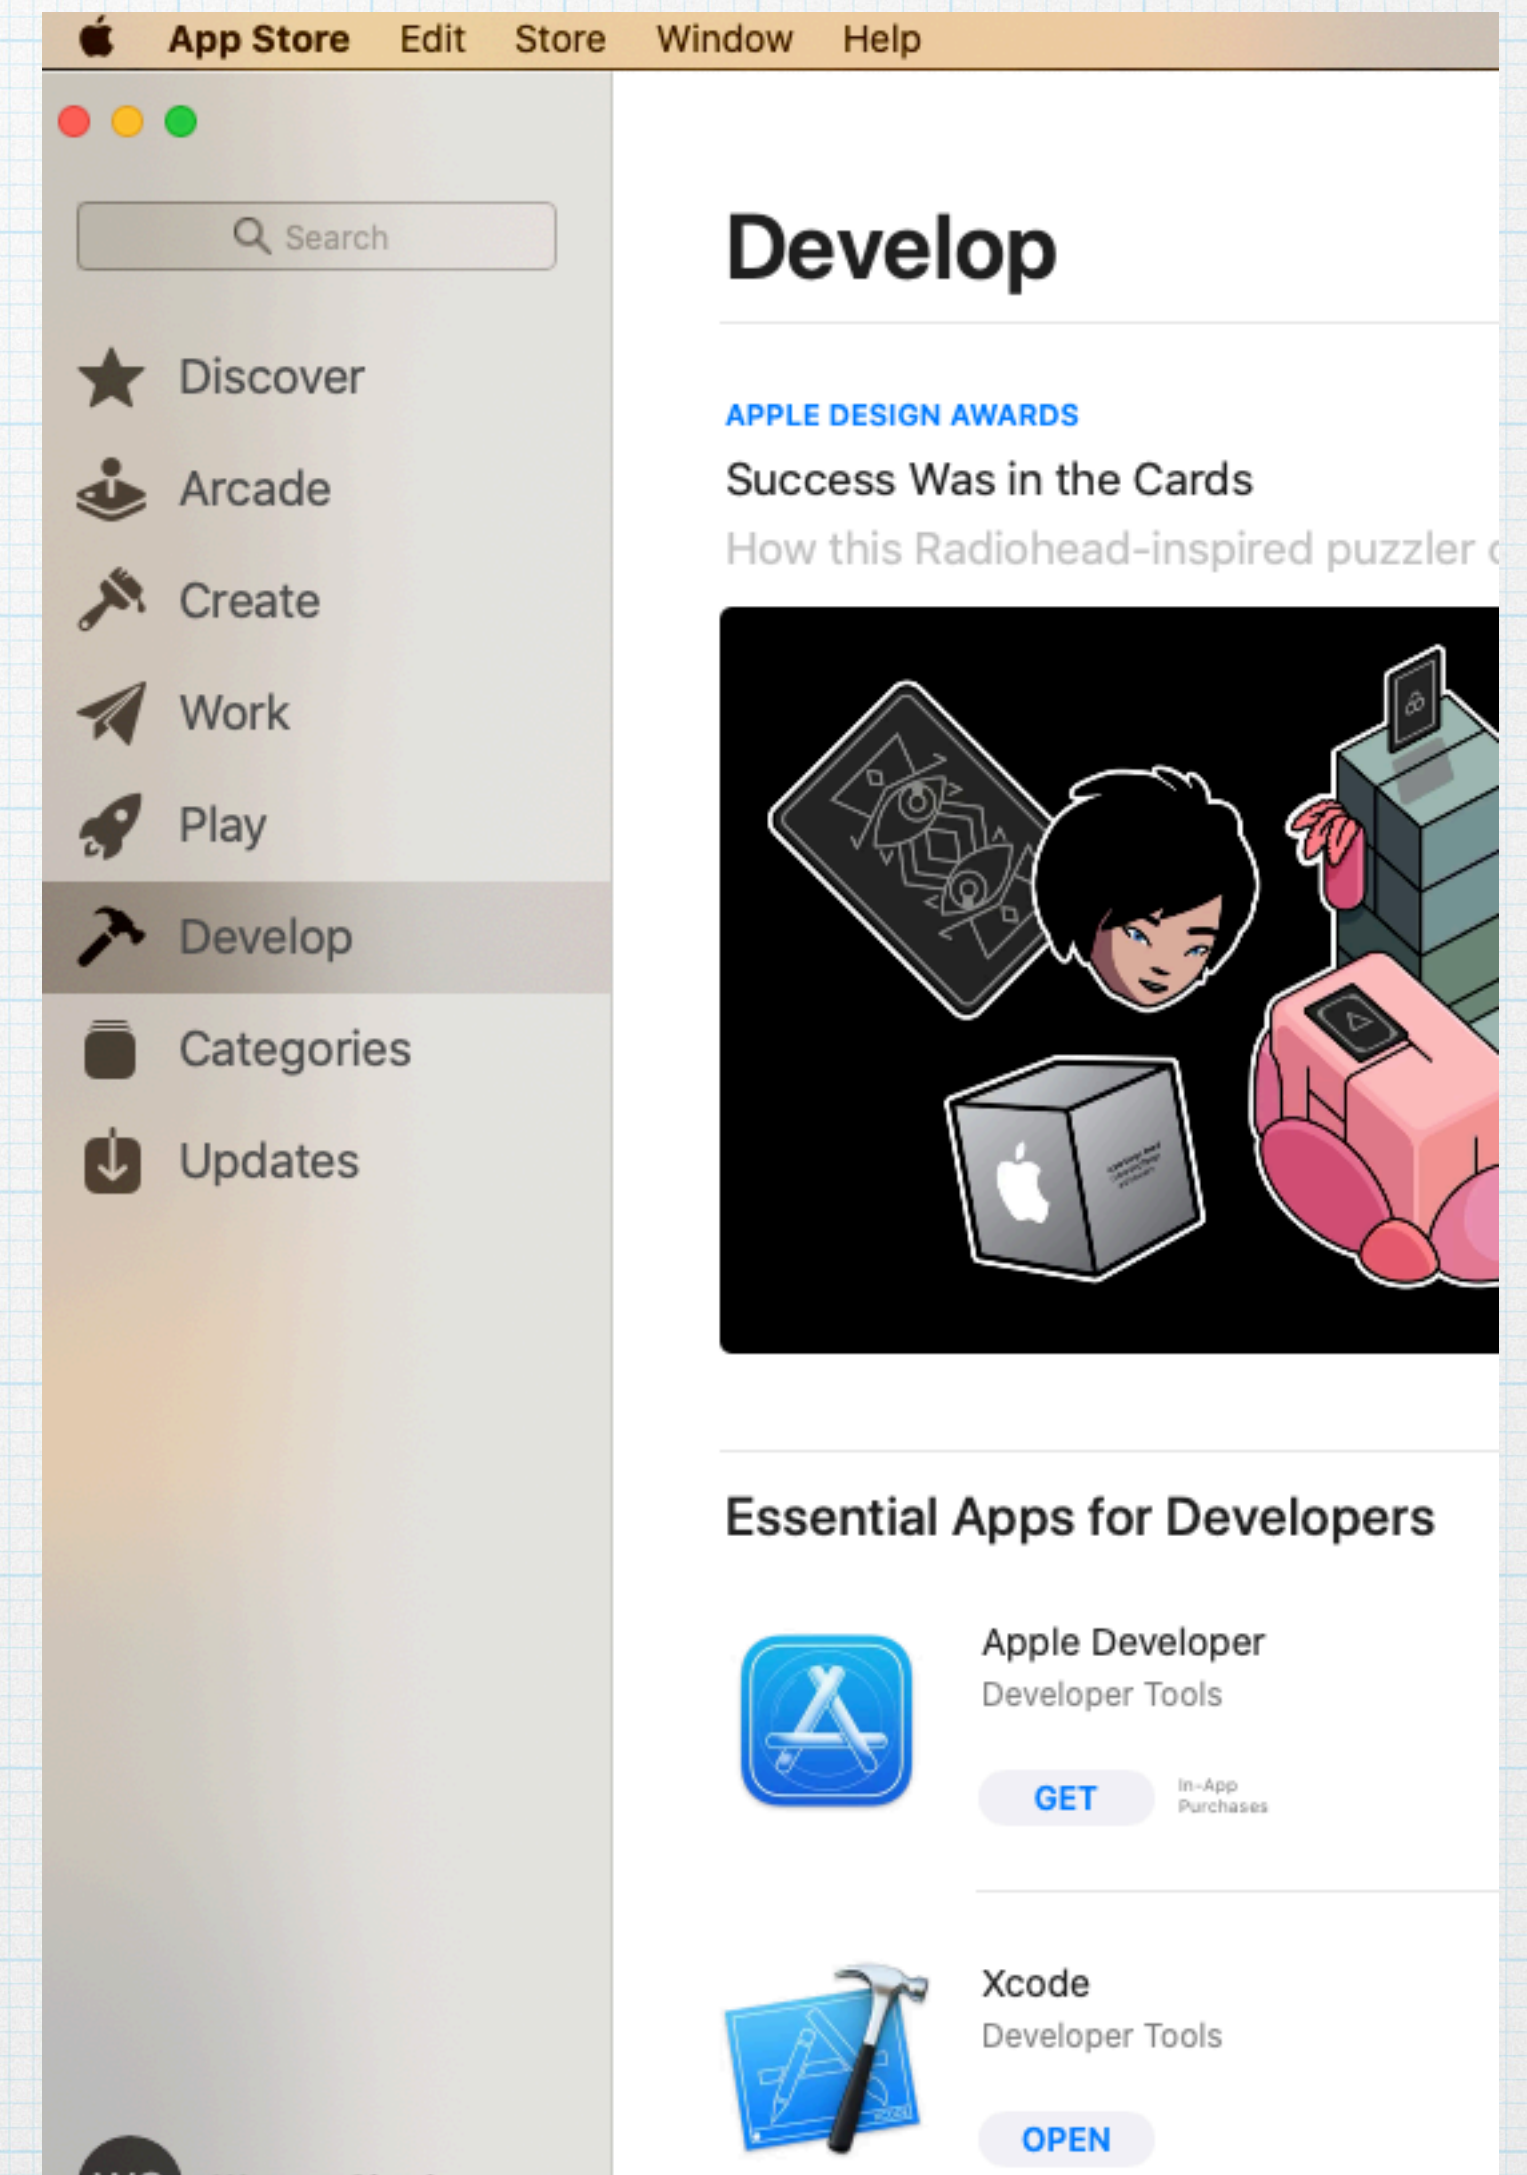 App Store Edit Store Window Help
Search
Discover
Arcade
Create
Work
Play
Develop
Categories
Updates
Develop
APPLE DESIGN AWARDS
Success Was in the Cards
How this Radiohead-inspired puzzler
Essential Apps for Developers
Apple Developer
Developer Tools
GET
In-App
Purchases
Xcode
Developer Tools
OPEN